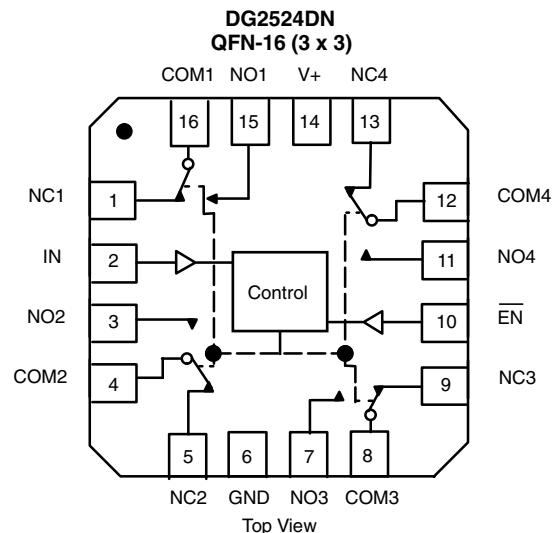 DG2524DN
QFN-16 (3 x 3)
COM1 NO1 V+ NC4
16 15 14 13
NC1 1 12 COM4
IN 2 11 NO4
Control
NO2 3 10 E̅N̅
COM2 4 9 NC3
5 6 7 8
NC2 GND NO3 COM3
Top View